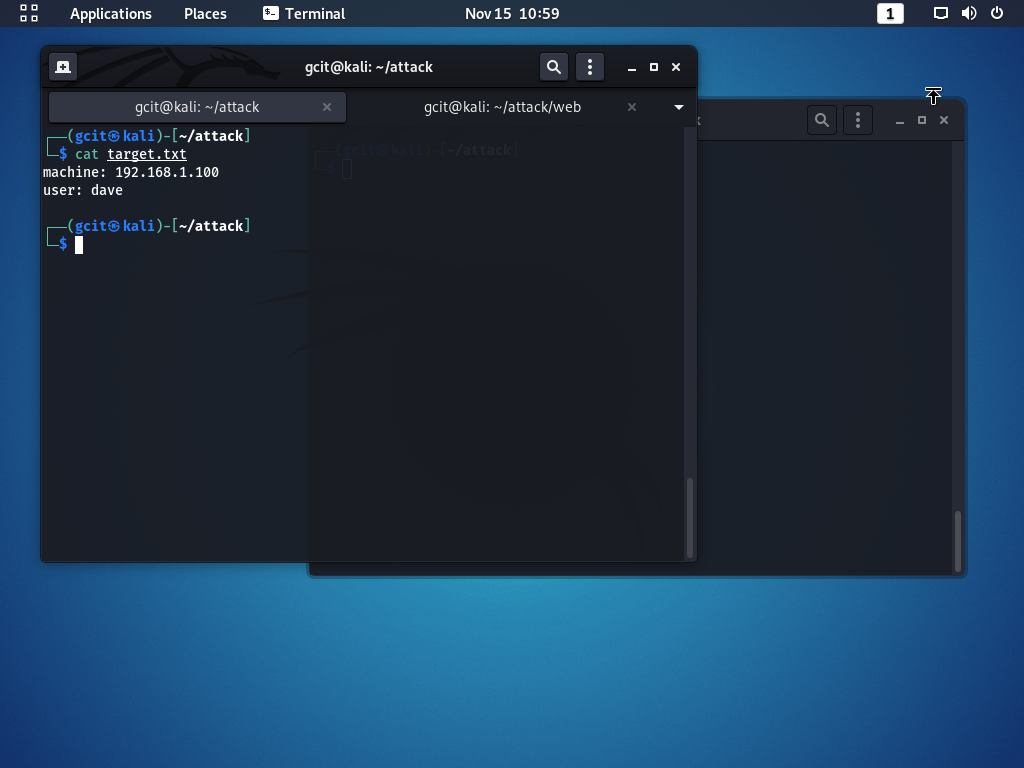 Applications Places Terminal Nov 15 10:59 1
gcit@kali: ~/attack
gcit@kali: ~/attack gcit@kali: ~/attack/web
┌──(gcit㉿kali)-[~/attack]
└─$ cat target.txt
machine: 192.168.1.100
user: dave
┌──(gcit㉿kali)-[~/attack]
└─$
┌──(gcit㉿kali)-[~/attack]
└─$
k